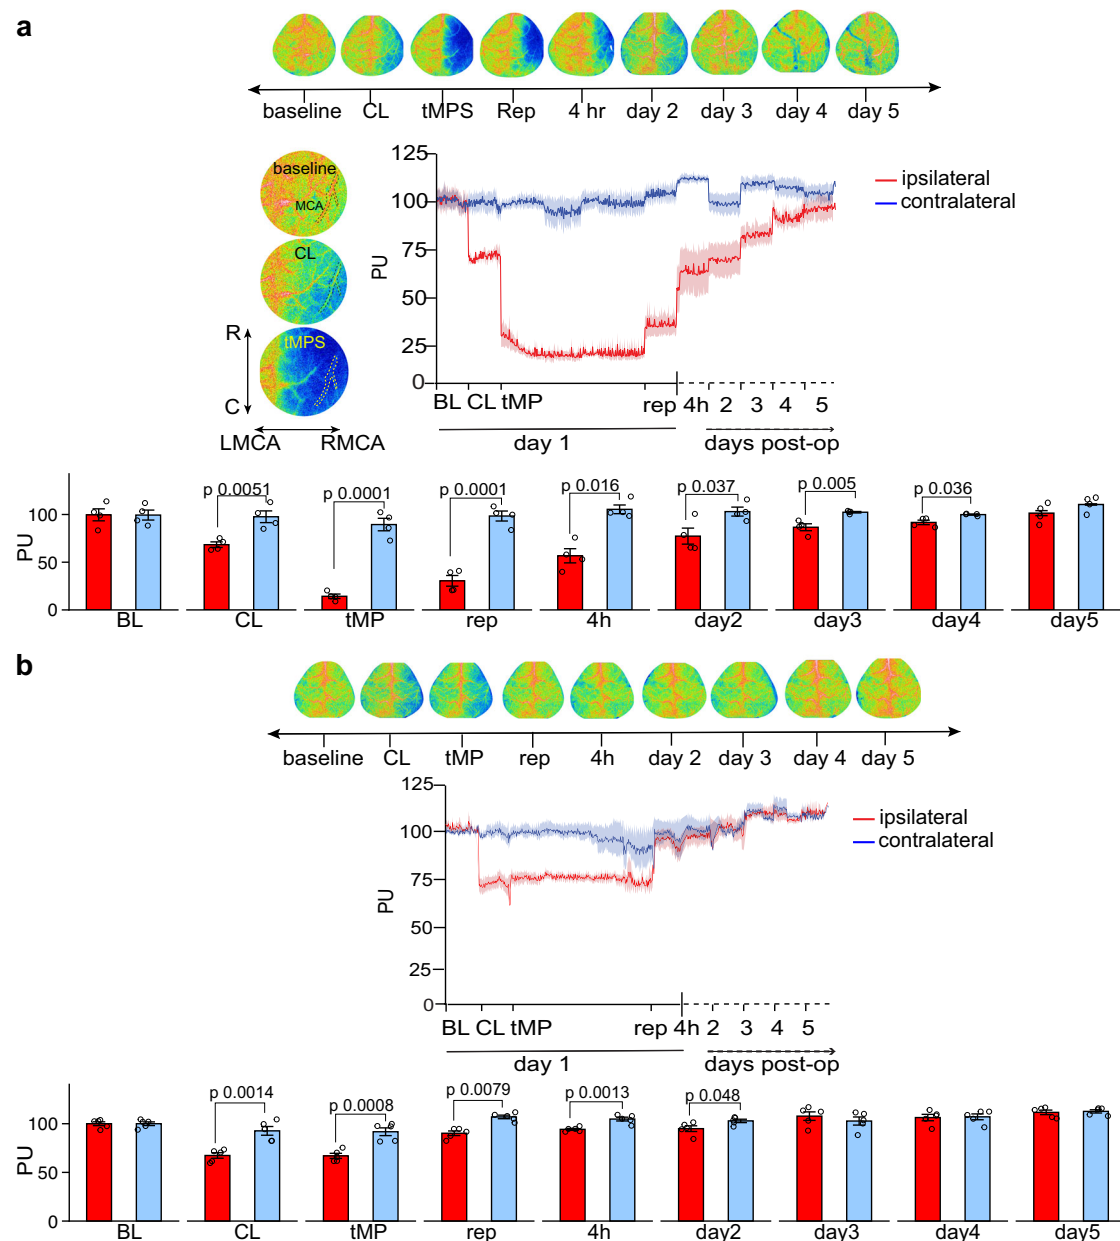 a
baseline CL tMPS Rep 4 hr day 2 day 3 day 4 day 5
baseline
MCA
CL
tMPS
R
C
LMCA RMCA
125
100
75
50
25
0
PU
ipsilateral
contralateral
BL CL tMP rep 4h 2 3 4 5
day 1 days post-op
p 0.0051 p 0.0001 p 0.0001 p 0.016 p 0.037 p 0.005 p 0.036
100
50
0
PU
BL CL tMP rep 4h day2 day3 day4 day5
b
baseline CL tMP rep 4h day 2 day 3 day 4 day 5
125
100
75
50
25
0
PU
ipsilateral
contralateral
BL CL tMP rep 4h 2 3 4 5
day 1 days post-op
p 0.0014 p 0.0008 p 0.0079 p 0.0013 p 0.048
100
50
0
PU
BL CL tMP rep 4h day2 day3 day4 day5